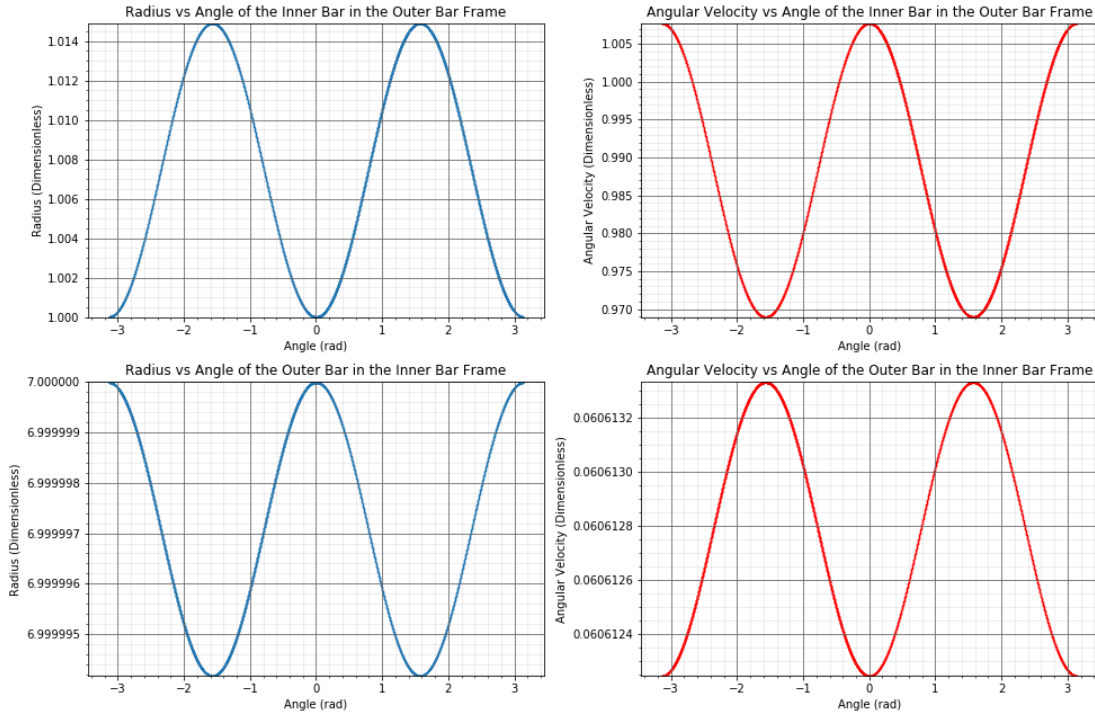 Radius vs Angle of the Inner Bar in the Outer Bar Frame
Radius (Dimensionless)
1.014
1.012
1.010
1.008
1.006
1.004
1.002
1.000
−3 −2 −1 0 1 2 3
Angle (rad)
Angular Velocity vs Angle of the Inner Bar in the Outer Bar Frame
Angular Velocity (Dimensionless)
1.005
1.000
0.995
0.990
0.985
0.980
0.975
0.970
−3 −2 −1 0 1 2 3
Angle (rad)
Radius vs Angle of the Outer Bar in the Inner Bar Frame
Radius (Dimensionless)
7.000000
6.999999
6.999998
6.999997
6.999996
6.999995
−3 −2 −1 0 1 2 3
Angle (rad)
Angular Velocity vs Angle of the Outer Bar in the Inner Bar Frame
Angular Velocity (Dimensionless)
0.0606132
0.0606130
0.0606128
0.0606126
0.0606124
−3 −2 −1 0 1 2 3
Angle (rad)